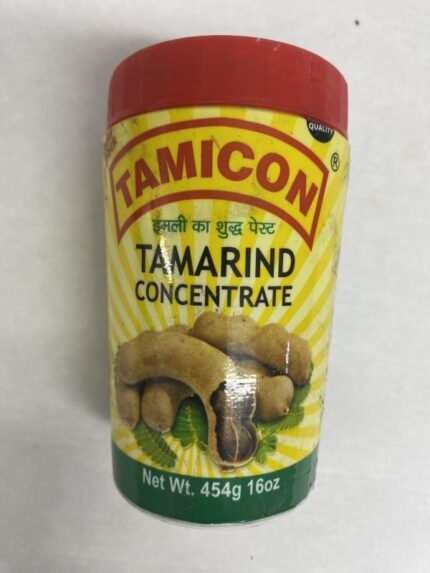 QUALITY
TAMICON®
इमली का शुद्ध पेस्ट
TAMARIND
CONCENTRATE
Net Wt. 454g 16oz